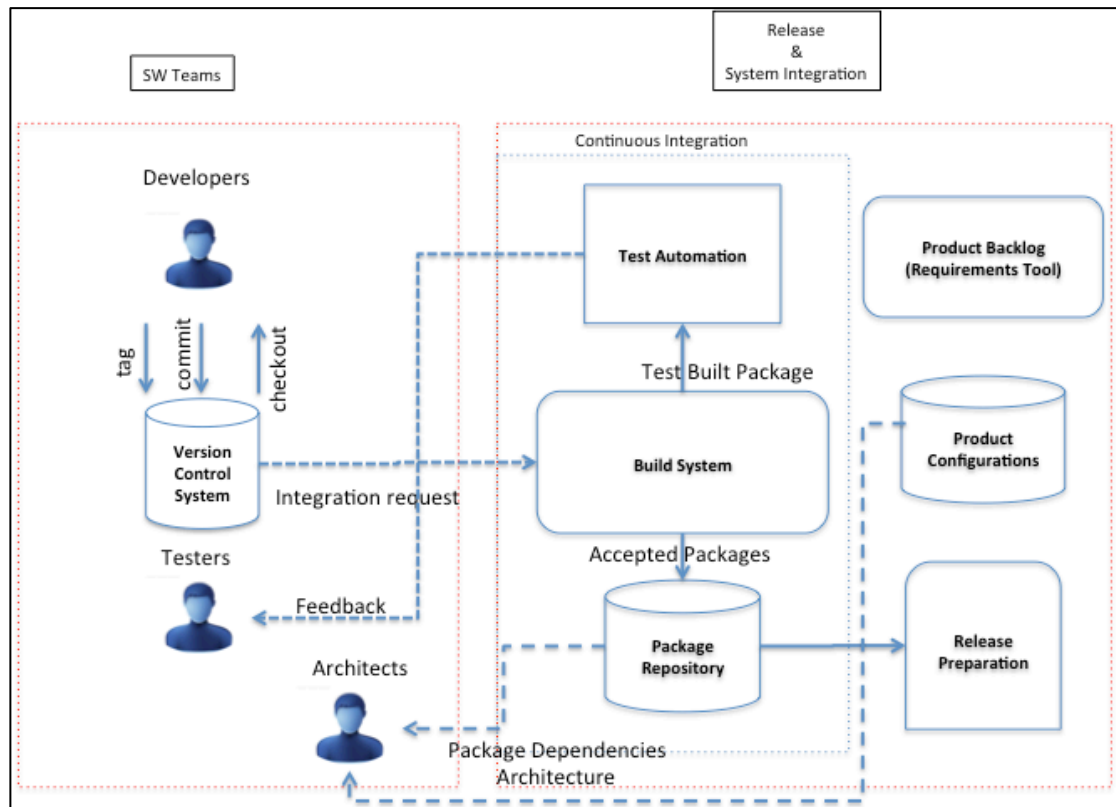 SW Teams
Release
&
System Integration
Continuous Integration
Developers
Test Automation
Product Backlog
(Requirements Tool)
tag
commit
checkout
Test Built Package
Version
Control
System
Build System
Product
Configurations
Integration request
Testers
Accepted Packages
Feedback
Package
Repository
Release
Preparation
Architects
Package Dependencies
Architecture